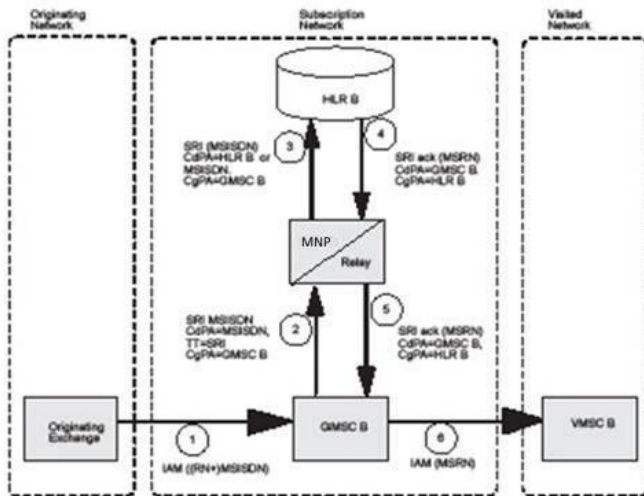 Originating
Network
Subscription
Network
Visited
Network
HLR B
3
4
SRI (MSISDN)
CdPA=HLR B or
MSISDN,
CgPA=GMSC B
SRI ack (MSRN)
CdPA=GMSC B
CgPA=HLR B
MNP
Relay
2
5
SRI MSISDN
CdPA=MSISDN,
TT=SRI
CgPA=GMSC B
SRI ack (MSRN)
CdPA=GMSC B,
CgPA=HLR B
Originating
Exchange
1
IAM ((RN+)MSISDN)
GMSC B
6
IAM (MSRN)
VMSC B